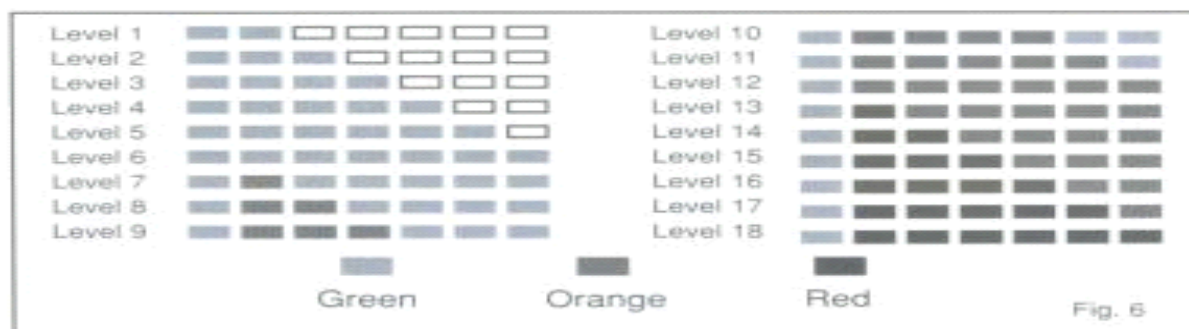 Level 1
Level 2
Level 3
Level 4
Level 5
Level 6
Level 7
Level 8
Level 9
Level 10
Level 11
Level 12
Level 13
Level 14
Level 15
Level 16
Level 17
Level 18
Green Orange Red
Fig. 6